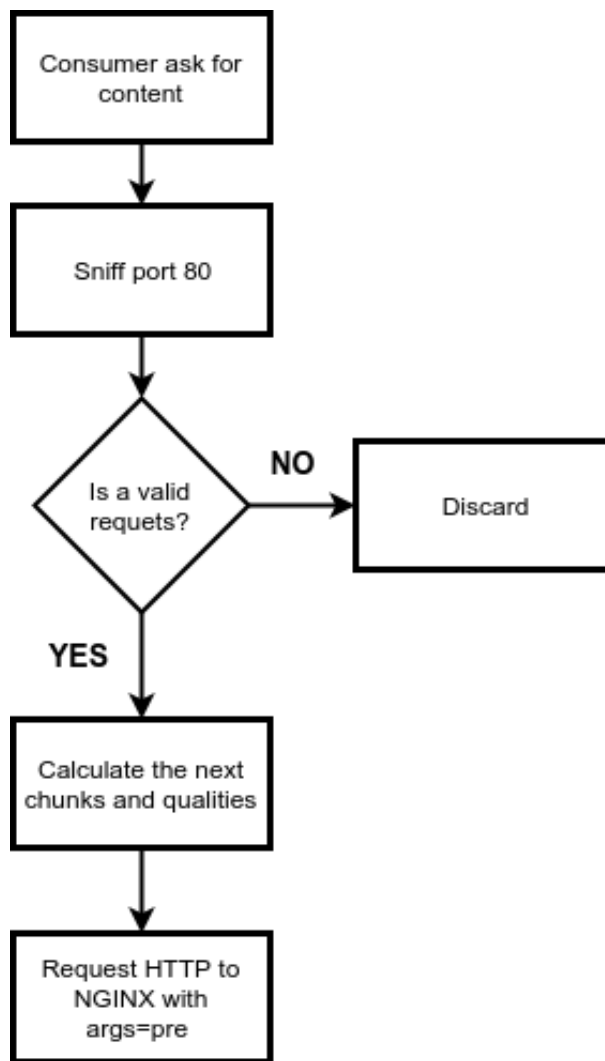 Consumer ask for
content
Sniff port 80
Is a valid
requets?
NO
Discard
YES
Calculate the next
chunks and qualities
Request HTTP to
NGINX with
args=pre